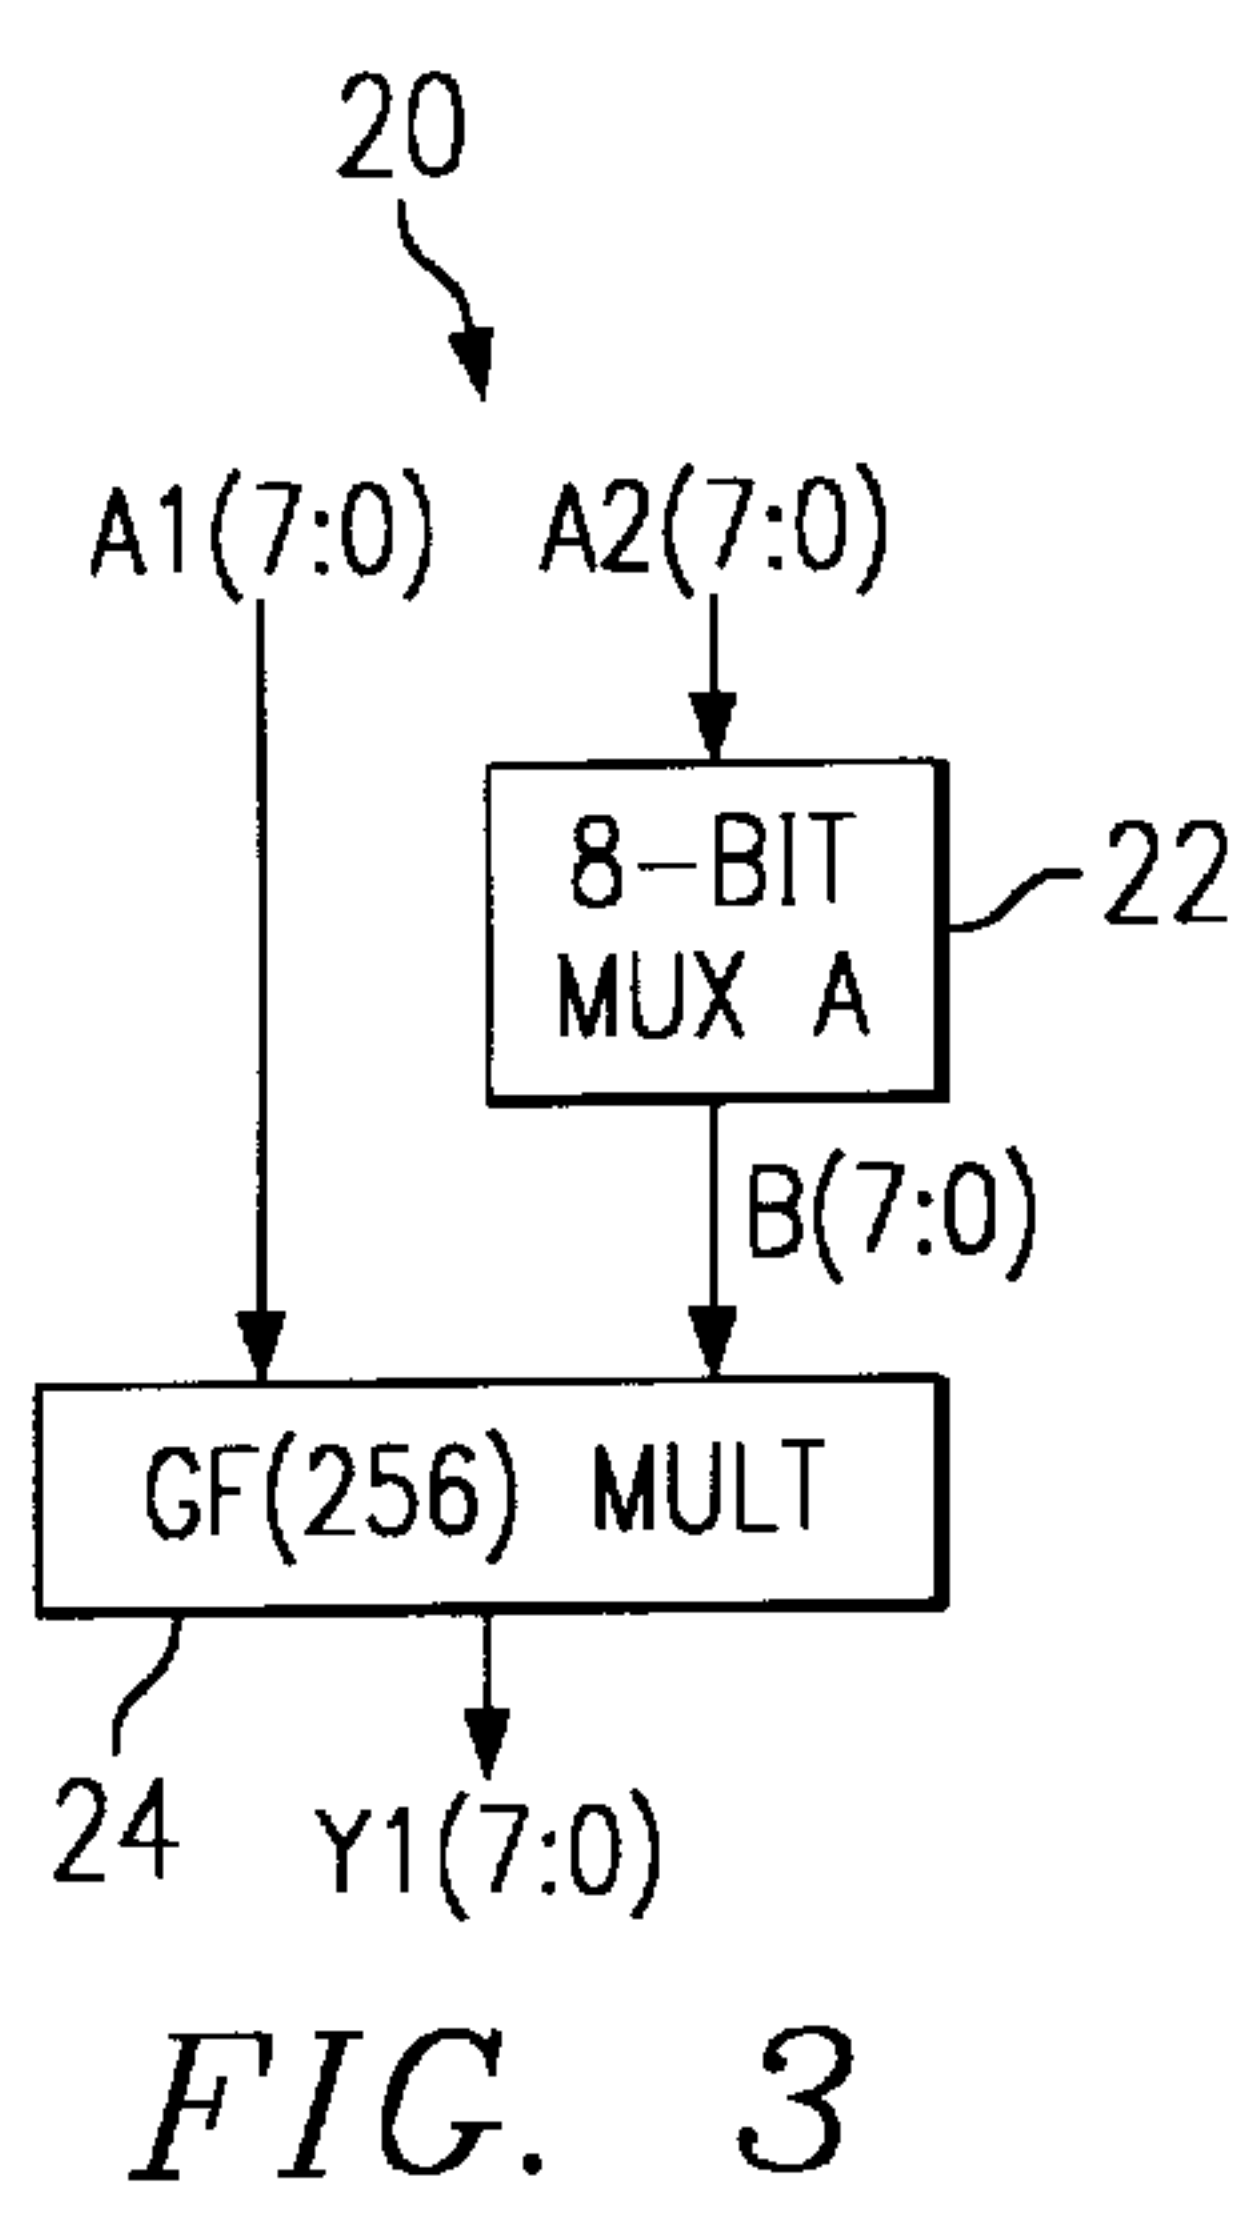 20
A1(7:0) A2(7:0)
8-BIT
MUX A
22
B(7:0)
GF(256) MULT
24
Y1(7:0)
FIG. 3